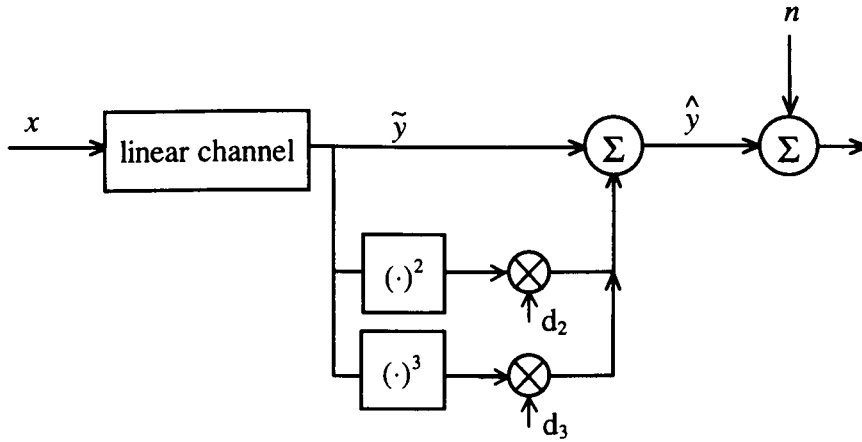 n
x
linear channel
ỹ
Σ
ŷ
Σ
(·)²
d₂
(·)³
d₃